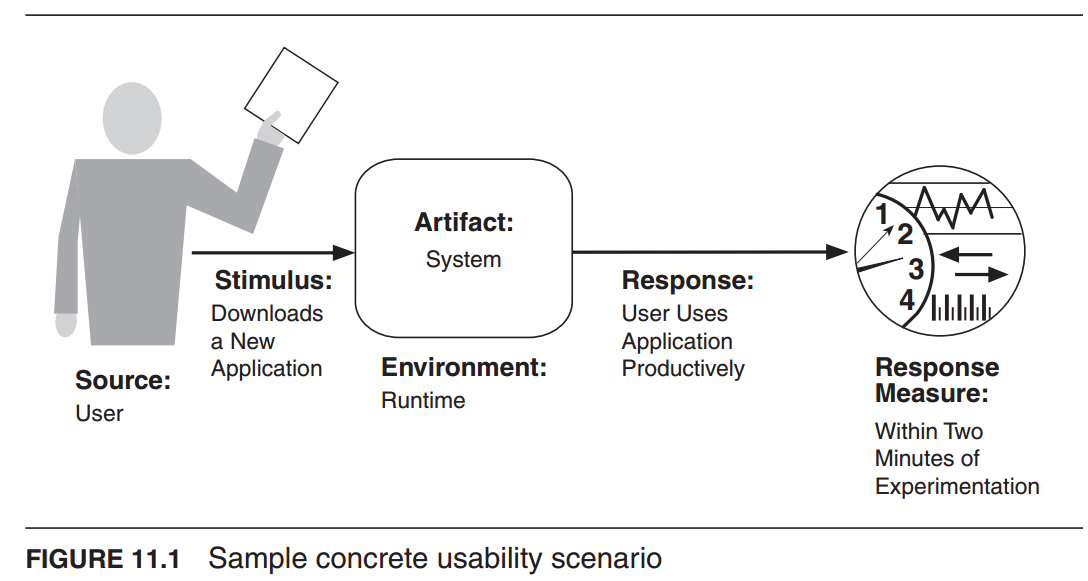 Artifact:
System
Stimulus:
Downloads
a New
Application
Source:
User
Environment:
Runtime
Response:
User Uses
Application
Productively
1
2
3
4
Response
Measure:
Within Two
Minutes of
Experimentation
FIGURE 11.1 Sample concrete usability scenario